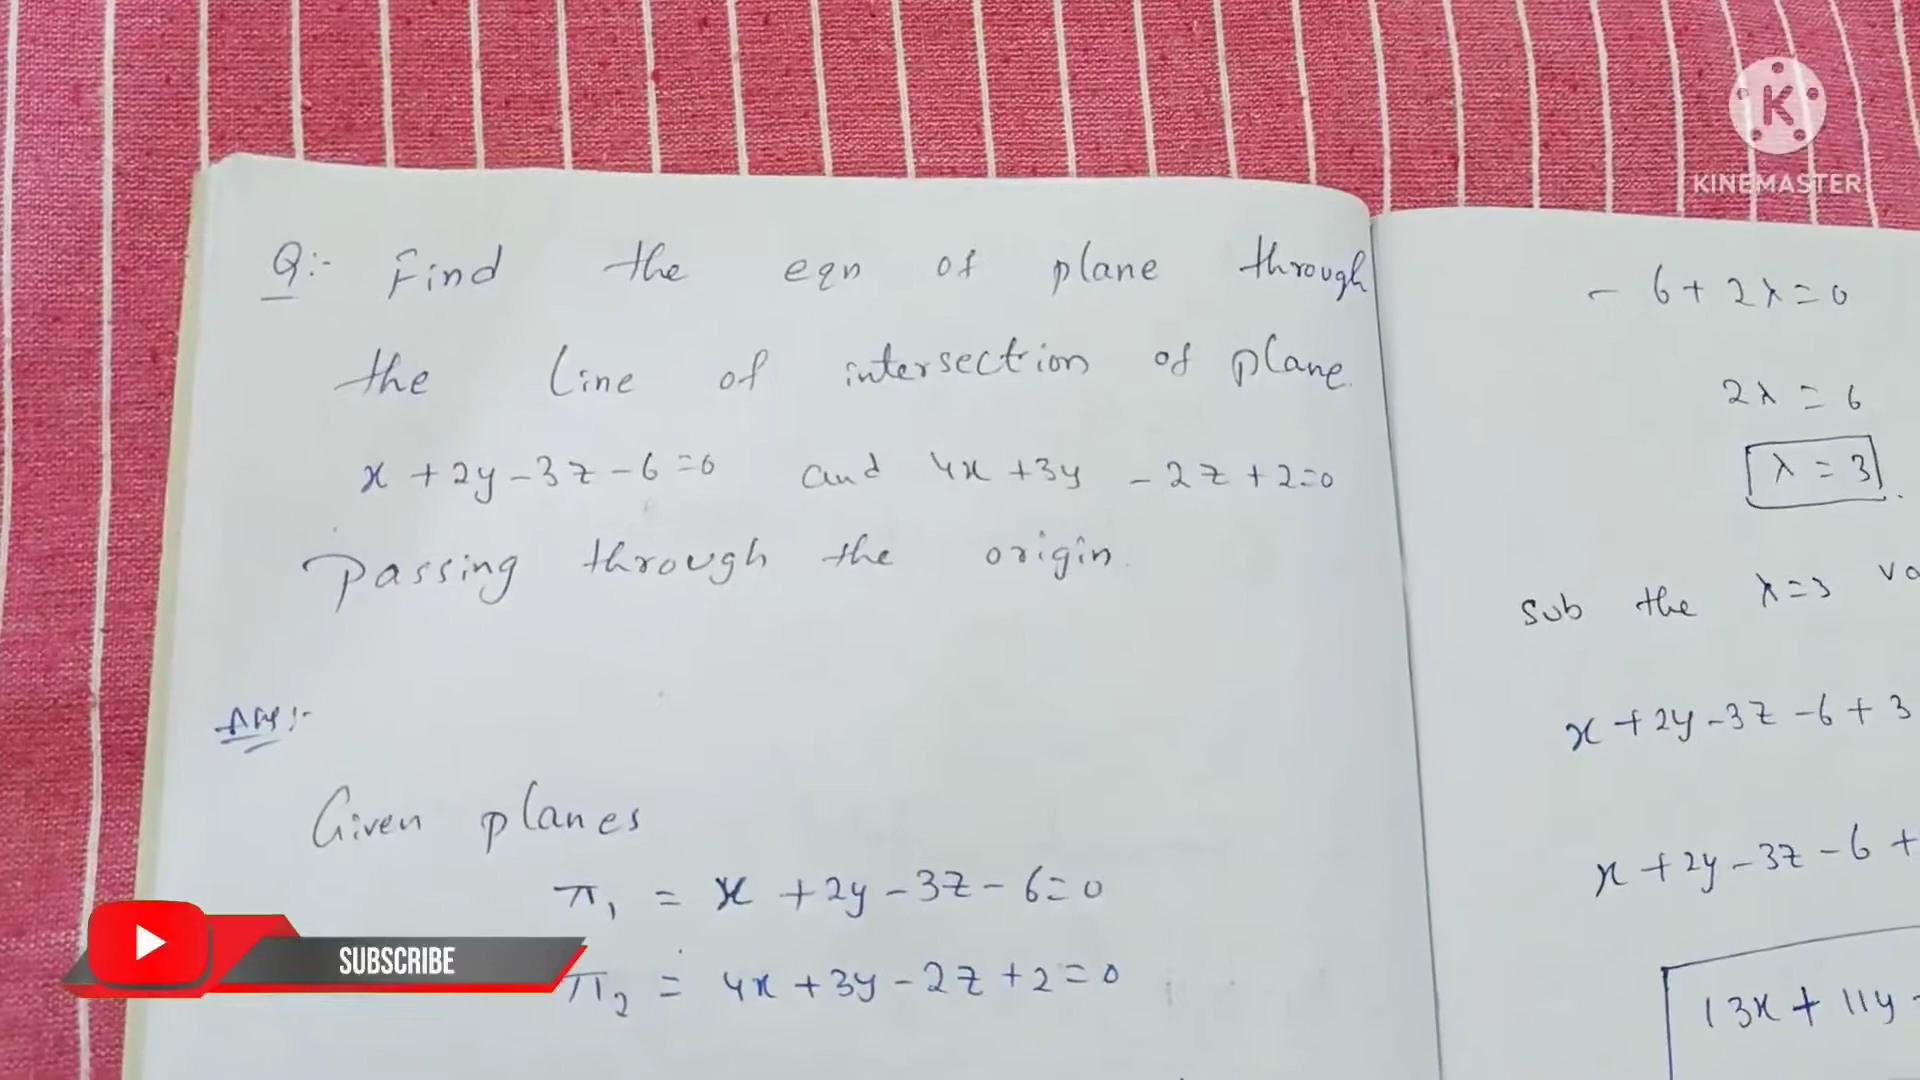 Q:- Find the eqn of plane through
the line of intersection of plane
x + 2y - 3z - 6 = 0 and 4x + 3y - 2z + 2 = 0
Passing through the origin.
Ans:-
Given planes
π₁ = x + 2y - 3z - 6 = 0
π₂ = 4x + 3y - 2z + 2 = 0
- 6 + 2λ = 0
2λ = 6
λ = 3
sub the λ = 3
x + 2y - 3z - 6 + 3
x + 2y - 3z - 6 +
13x + 11y -
K
KINEMASTER
SUBSCRIBE